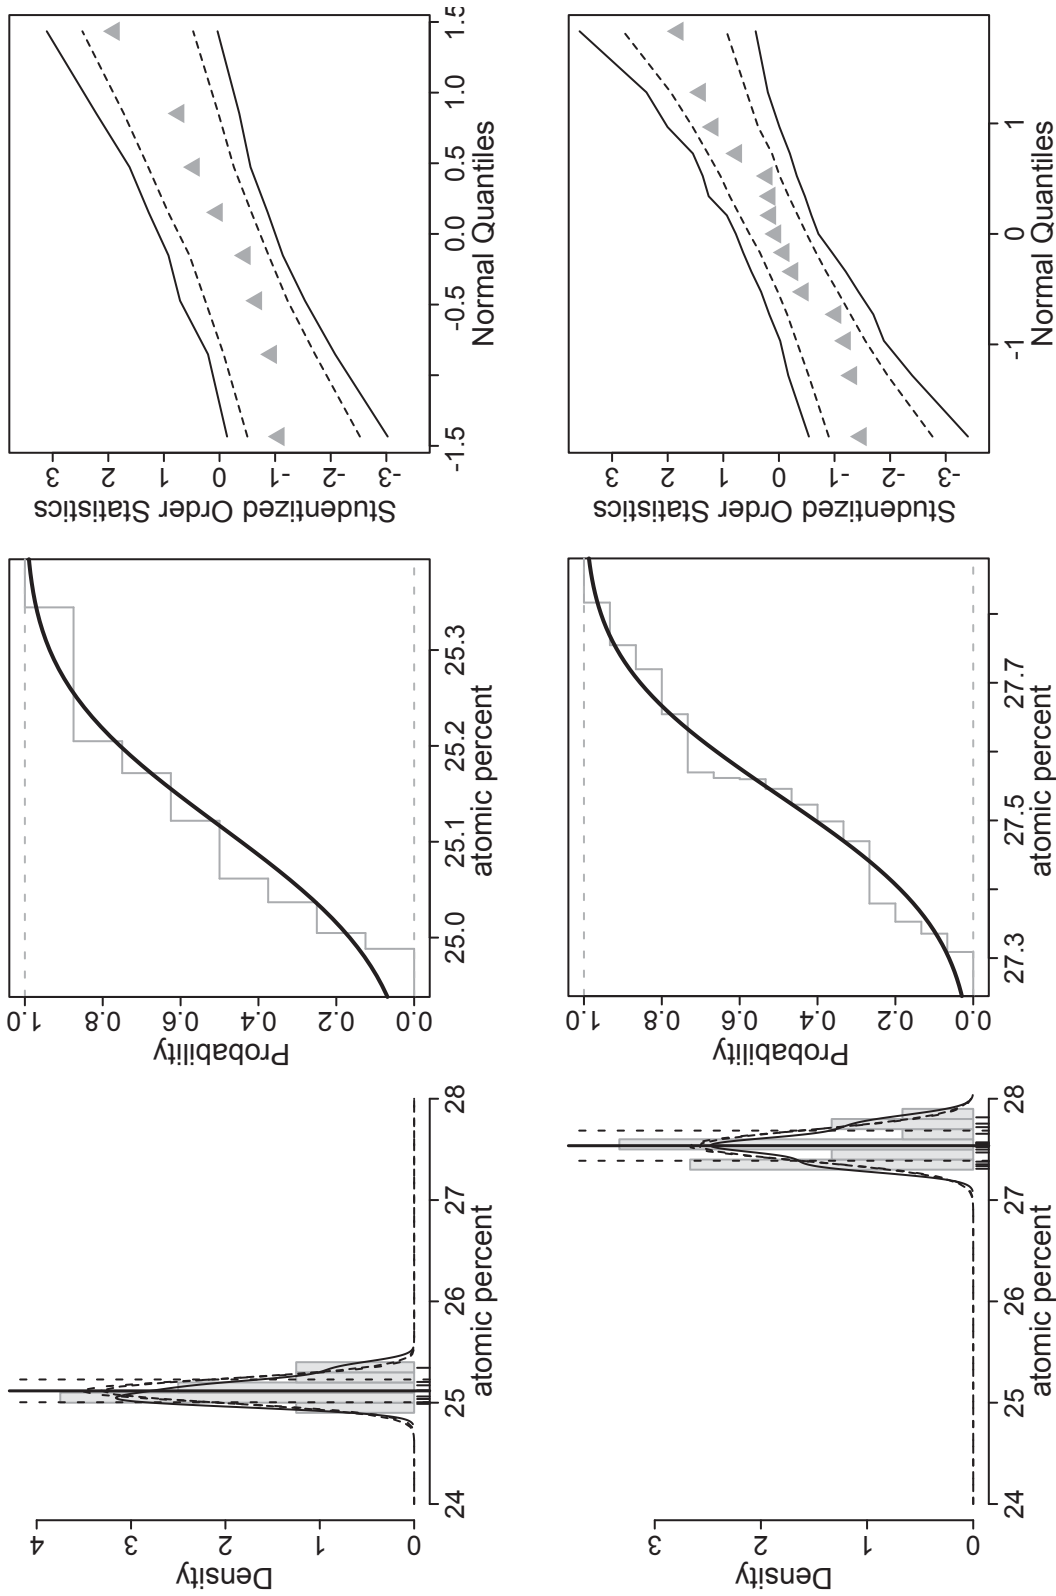 Density
4
3
2
1
0
24 25 26 27 28
atomic percent
Probability
1.0
0.8
0.6
0.4
0.2
0.0
25.0 25.1 25.2 25.3
atomic percent
Studentized Order Statistics
3
2
1
0
-1
-2
-3
-1.5 -0.5 0.0 0.5 1.0 1.5
Normal Quantiles
Density
3
2
1
0
24 25 26 27 28
atomic percent
Probability
1.0
0.8
0.6
0.4
0.2
0.0
27.3 27.5 27.7
atomic percent
Studentized Order Statistics
3
2
1
0
-1
-2
-3
-1 0 1
Normal Quantiles